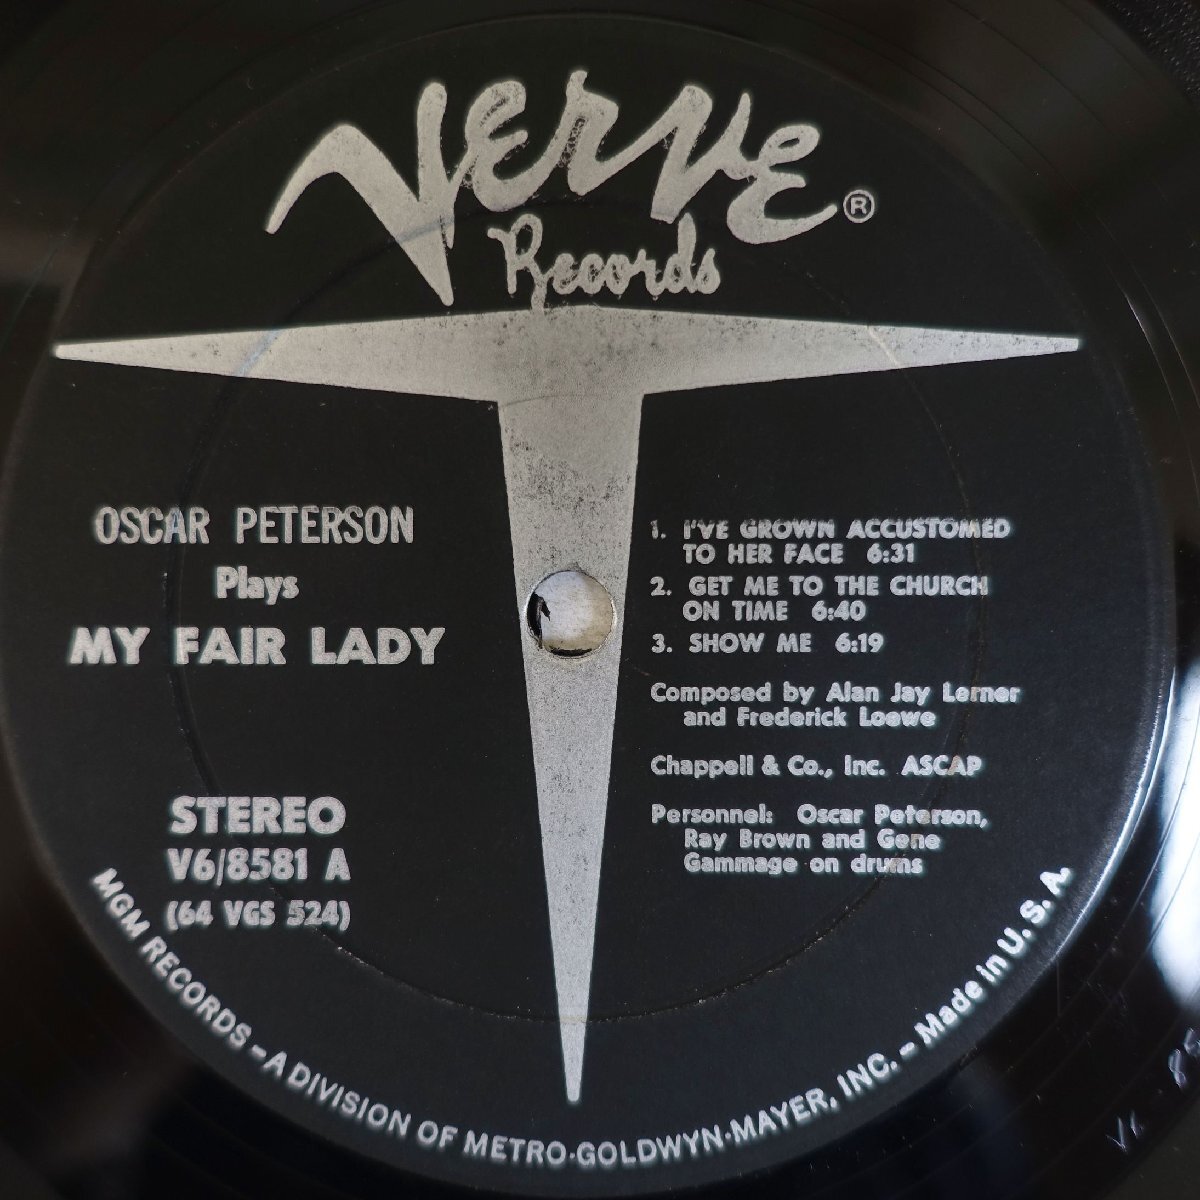 Verve ®
Records
OSCAR PETERSON
Plays
MY FAIR LADY
STEREO
V6/8581 A
(64 VGS 524)
1. I'VE GROWN ACCUSTOMED
TO HER FACE 6:31
2. GET ME TO THE CHURCH
ON TIME 6:40
3. SHOW ME 6:19
Composed by Alan Jay Lerner
and Frederick Loewe
Chappell & Co., Inc. ASCAP
Personnel: Oscar Peterson,
Ray Brown and Gene
Gammage on drums
MGM RECORDS – A DIVISION OF METRO-GOLDWYN-MAYER, INC. – Made in U. S. A.
V6